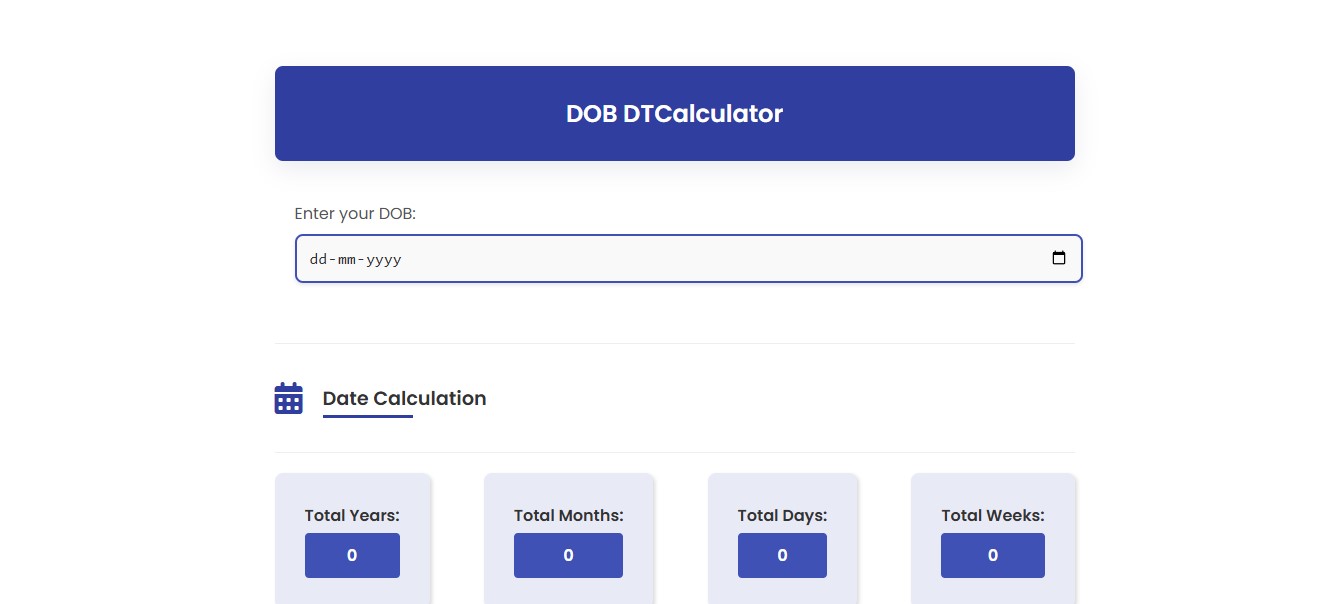 DOB DTCalculator
Enter your DOB:
dd-mm-yyyy
Date Calculation
Total Years: Total Months: Total Days: Total Weeks:
0 0 0 0